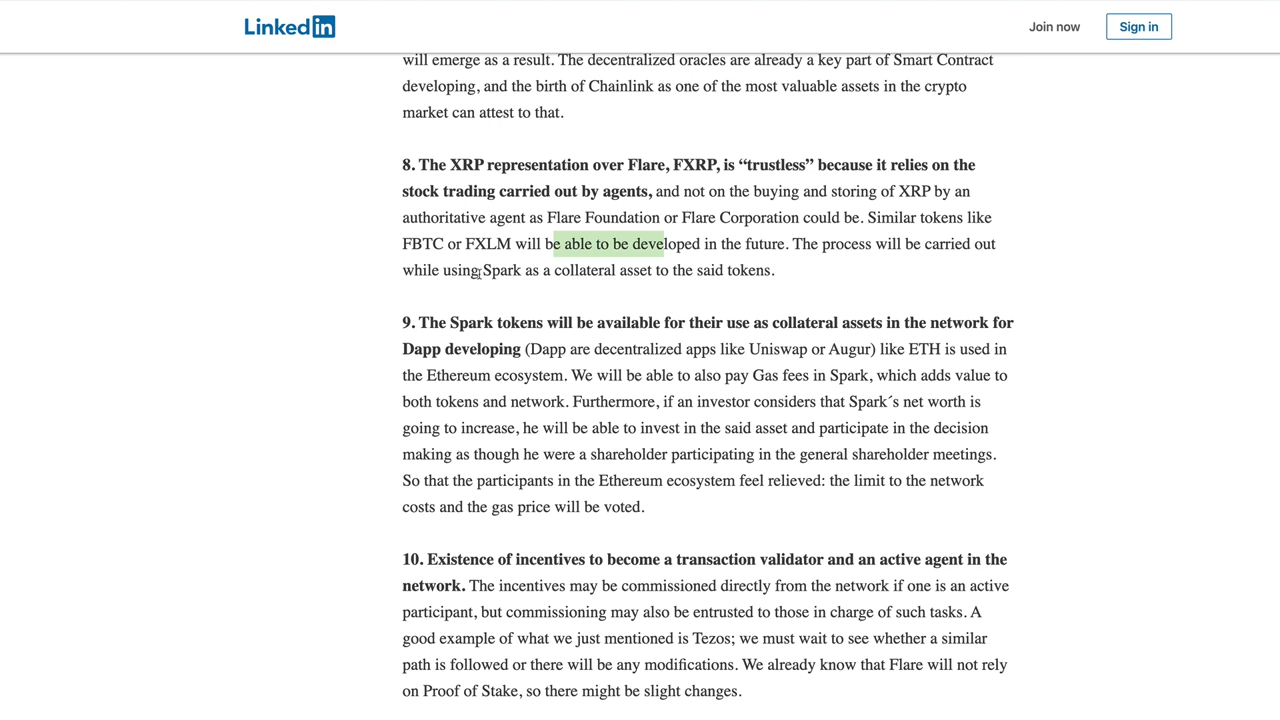 LinkedIn
Join now
Sign in
will emerge as a result. The decentralized oracles are already a key part of Smart Contract
developing, and the birth of Chainlink as one of the most valuable assets in the crypto
market can attest to that.
8. The XRP representation over Flare, FXRP, is “trustless” because it relies on the
stock trading carried out by agents, and not on the buying and storing of XRP by an
authoritative agent as Flare Foundation or Flare Corporation could be. Similar tokens like
FBTC or FXLM will be able to be developed in the future. The process will be carried out
while using Spark as a collateral asset to the said tokens.
9. The Spark tokens will be available for their use as collateral assets in the network for
Dapp developing (Dapp are decentralized apps like Uniswap or Augur) like ETH is used in
the Ethereum ecosystem. We will be able to also pay Gas fees in Spark, which adds value to
both tokens and network. Furthermore, if an investor considers that Spark´s net worth is
going to increase, he will be able to invest in the said asset and participate in the decision
making as though he were a shareholder participating in the general shareholder meetings.
So that the participants in the Ethereum ecosystem feel relieved: the limit to the network
costs and the gas price will be voted.
10. Existence of incentives to become a transaction validator and an active agent in the
network. The incentives may be commissioned directly from the network if one is an active
participant, but commissioning may also be entrusted to those in charge of such tasks. A
good example of what we just mentioned is Tezos; we must wait to see whether a similar
path is followed or there will be any modifications. We already know that Flare will not rely
on Proof of Stake, so there might be slight changes.